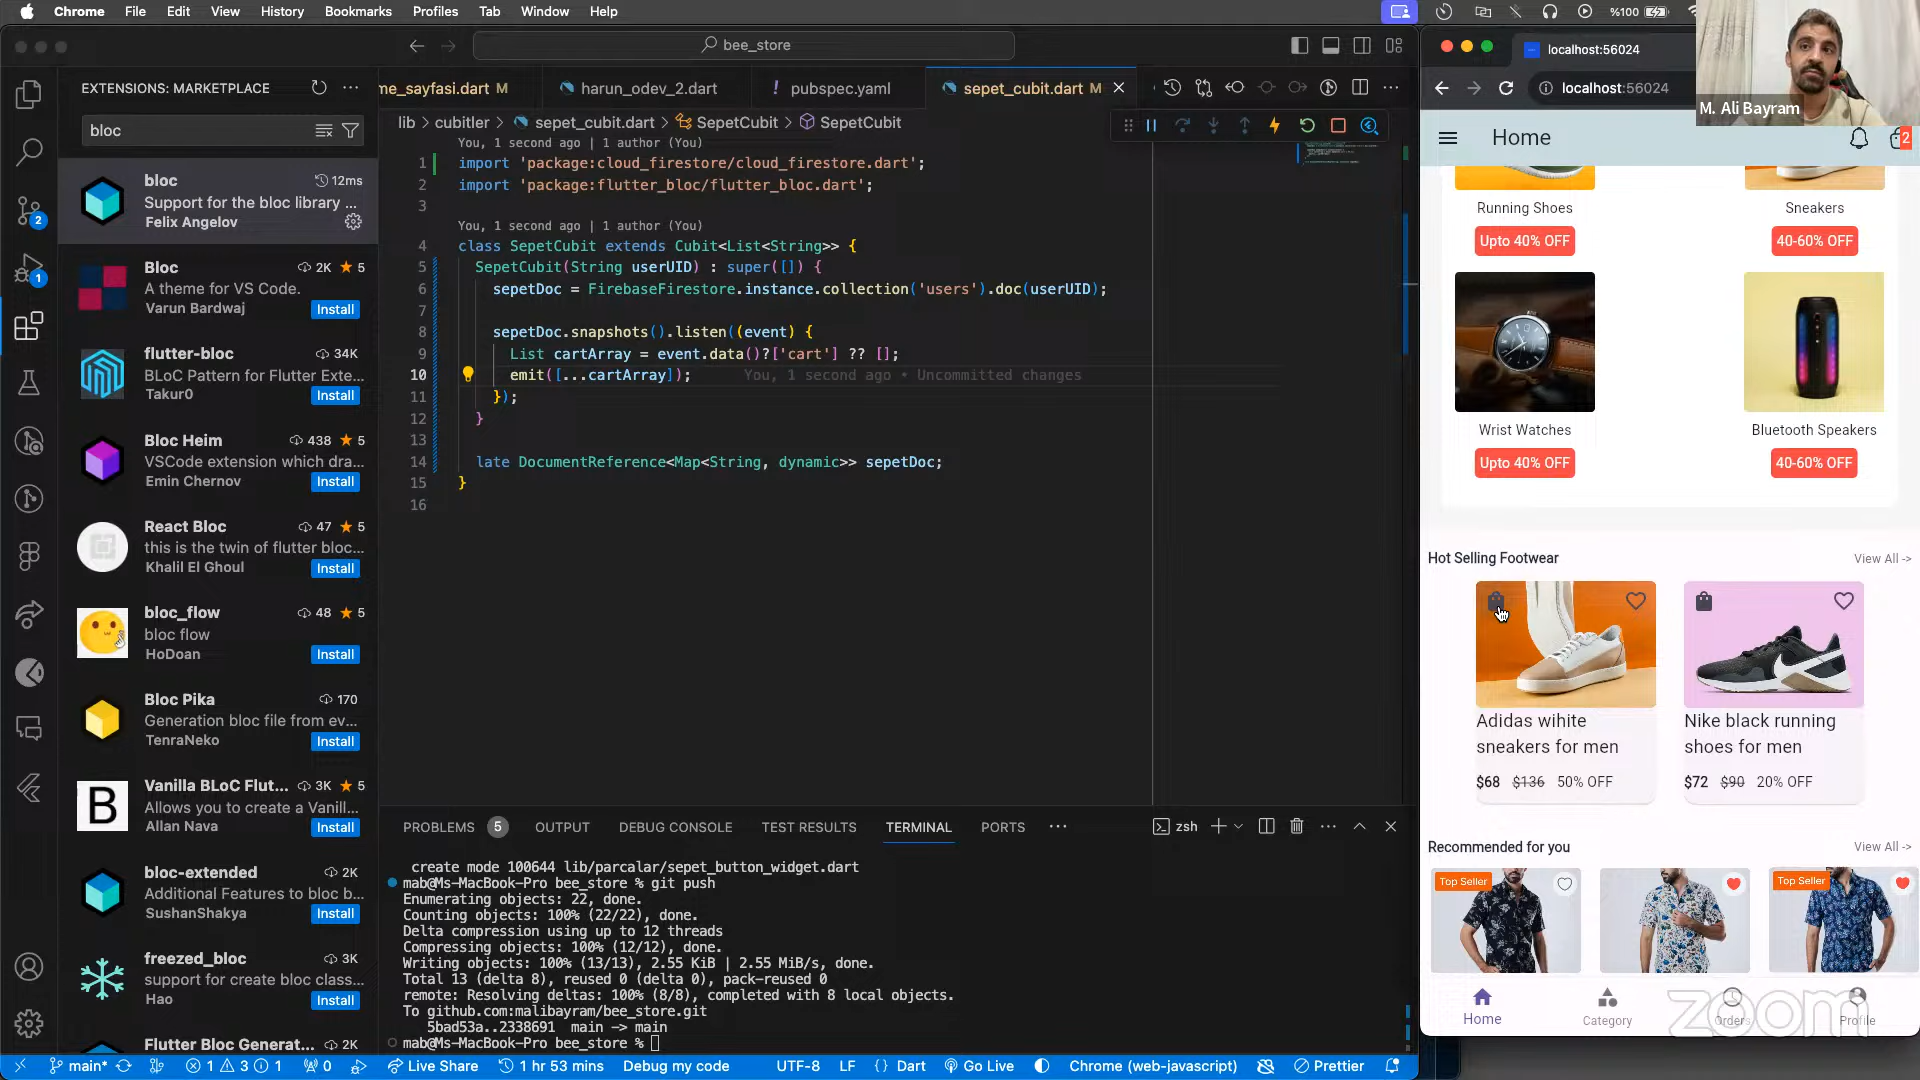 Chrome File Edit View History Bookmarks Profiles Tab Window Help
%100
bee_store
EXTENSIONS: MARKETPLACE
bloc
bloc 12ms
Support for the bloc library ...
Felix Angelov
Bloc 2K 5
A theme for VS Code.
Varun Bardwaj Install
flutter-bloc 34K
BLoC Pattern for Flutter Exte...
Takur0 Install
Bloc Heim 438 5
VSCode extension which dra...
Emin Chernov Install
React Bloc 47 5
this is the twin of flutter bloc...
Khalil El Ghoul Install
bloc_flow 48 5
bloc flow
HoDoan Install
Bloc Pika 170
Generation bloc file from ev...
TenraNeko Install
Vanilla BLoC Flut... 3K 5
Allows you to create a Vanill...
Allan Nava Install
bloc-extended 2K
Additional Features to bloc b...
SushanShakya Install
freezed_bloc 3K
support for create bloc class...
Hao Install
Flutter Bloc Generat... 2K
2
1
me_sayfasi.dart M harun_odev_2.dart pubspec.yaml sepet_cubit.dart M
lib cubitler sepet_cubit.dart SepetCubit SepetCubit
You, 1 second ago | 1 author (You)
1 import 'package:cloud_firestore/cloud_firestore.dart';
2 import 'package:flutter_bloc/flutter_bloc.dart';
3
You, 1 second ago | 1 author (You)
4 class SepetCubit extends Cubit<List<String>> {
5 SepetCubit(String userUID) : super([]) {
6 sepetDoc = FirebaseFirestore.instance.collection('users').doc(userUID);
7
8 sepetDoc.snapshots().listen((event) {
9 List cartArray = event.data()?['cart'] ?? [];
10 emit([...cartArray]); You, 1 second ago • Uncommitted changes
11 });
12 }
13
14 late DocumentReference<Map<String, dynamic>> sepetDoc;
15 }
16
PROBLEMS 5 OUTPUT DEBUG CONSOLE TEST RESULTS TERMINAL PORTS zsh
create mode 100644 lib/parcalar/sepet_button_widget.dart
mab@Ms-MacBook-Pro bee_store % git push
Enumerating objects: 22, done.
Counting objects: 100% (22/22), done.
Delta compression using up to 12 threads
Compressing objects: 100% (12/12), done.
Writing objects: 100% (13/13), 2.55 KiB | 2.55 MiB/s, done.
Total 13 (delta 8), reused 0 (delta 0), pack-reused 0
remote: Resolving deltas: 100% (8/8), completed with 8 local objects.
To github.com:malibayram/bee_store.git
5bad53a..2338691 main -> main
mab@Ms-MacBook-Pro bee_store %
main* 1 3 1 0 Live Share 1 hr 53 mins Debug my code UTF-8 LF {} Dart Go Live Chrome (web-javascript) Prettier
localhost:56024
localhost:56024
M. Ali Bayram
Home 2
Running Shoes Sneakers
Upto 40% OFF 40-60% OFF
Wrist Watches Bluetooth Speakers
Upto 40% OFF 40-60% OFF
Hot Selling Footwear View All ->
Adidas wihite
sneakers for men
$68 $136 50% OFF
Nike black running
shoes for men
$72 $90 20% OFF
Recommended for you View All ->
Top Seller Top Seller
Home Category Orders Profile
zoom